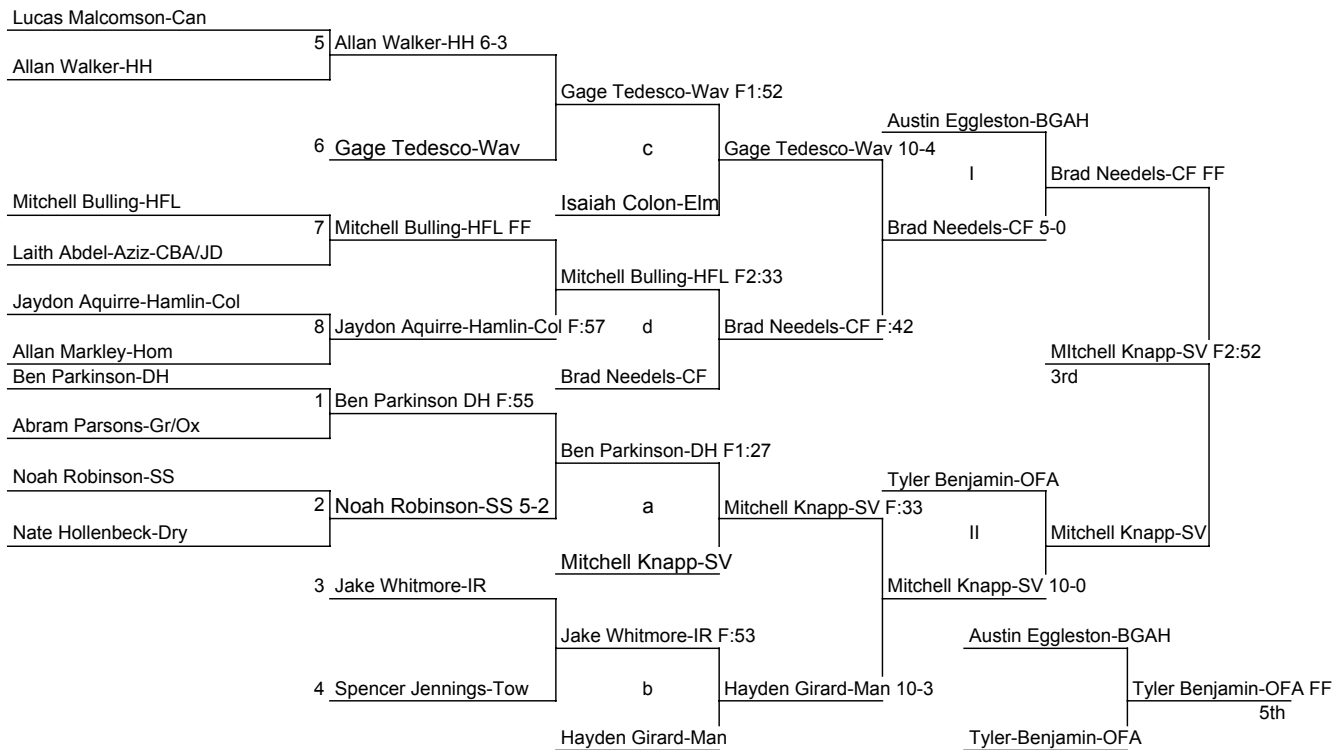 Lucas Malcomson-Can
5 Allan Walker-HH 6-3
Allan Walker-HH
Gage Tedesco-Wav F1:52
Austin Eggleston-BGAH
6 Gage Tedesco-Wav
c
Gage Tedesco-Wav 10-4
I
Brad Needels-CF FF
Mitchell Bulling-HFL
Isaiah Colon-Elm
7 Mitchell Bulling-HFL FF
Brad Needels-CF 5-0
Laith Abdel-Aziz-CBA/JD
Mitchell Bulling-HFL F2:33
Jaydon Aquirre-Hamlin-Col
8 Jaydon Aquirre-Hamlin-Col F:57
d
Brad Needels-CF F:42
Allan Markley-Hom
MItchell Knapp-SV F2:52
Ben Parkinson-DH
Brad Needels-CF
3rd
1 Ben Parkinson DH F:55
Abram Parsons-Gr/Ox
Ben Parkinson-DH F1:27
Noah Robinson-SS
Tyler Benjamin-OFA
2 Noah Robinson-SS 5-2
a
Mitchell Knapp-SV F:33
Nate Hollenbeck-Dry
II
Mitchell Knapp-SV
Mitchell Knapp-SV
3 Jake Whitmore-IR
Mitchell Knapp-SV 10-0
Jake Whitmore-IR F:53
Austin Eggleston-BGAH
4 Spencer Jennings-Tow
b
Hayden Girard-Man 10-3
Tyler Benjamin-OFA FF
5th
Hayden Girard-Man
Tyler-Benjamin-OFA